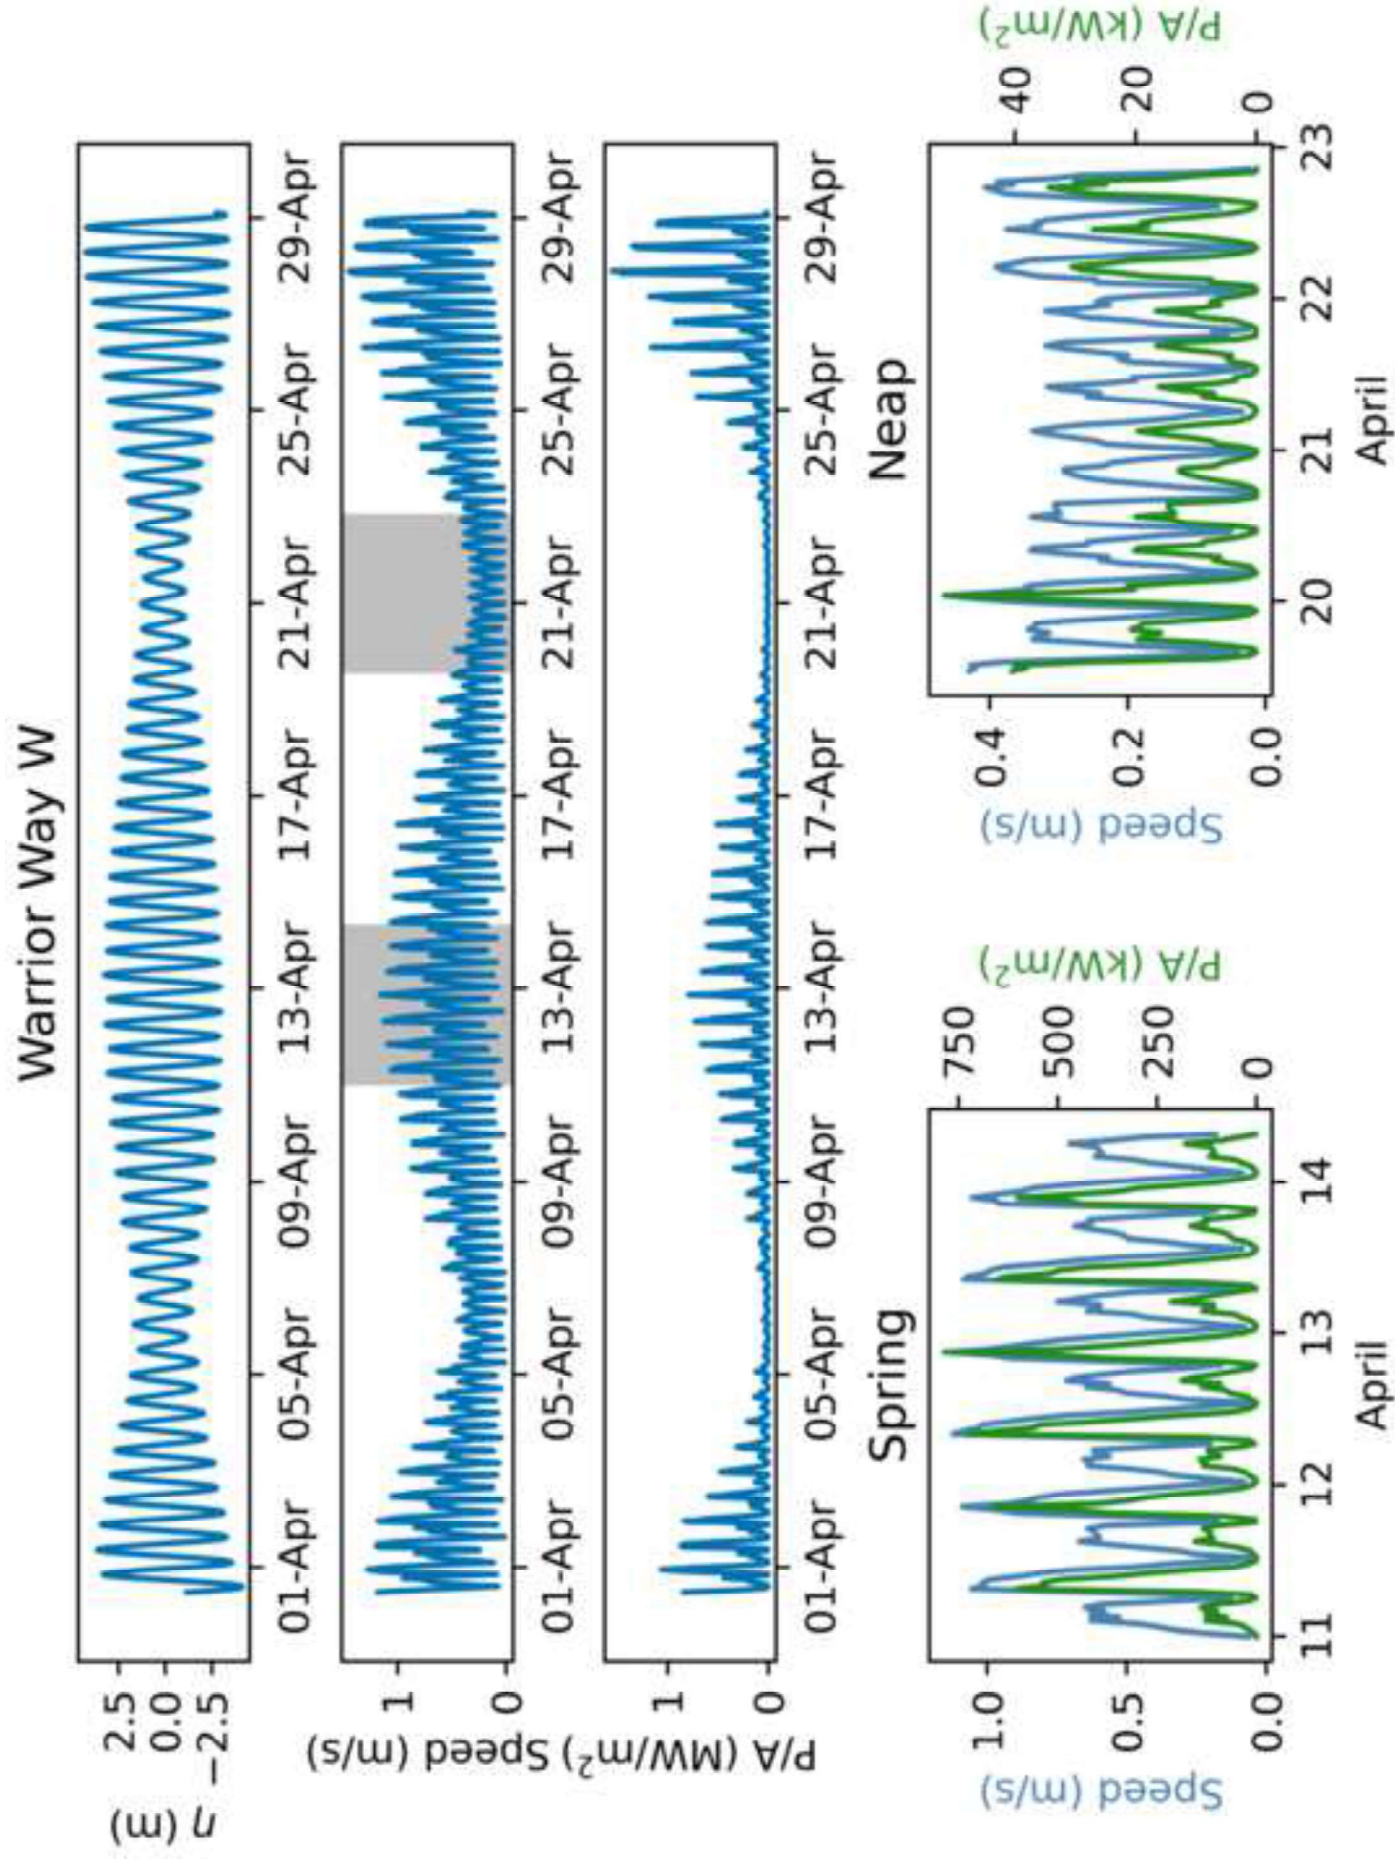 Warrior Way W
η (m)
2.5
0.0
−2.5
01-Apr 05-Apr 09-Apr 13-Apr 17-Apr 21-Apr 25-Apr 29-Apr
Speed (m/s)
1
0
01-Apr 05-Apr 09-Apr 13-Apr 17-Apr 21-Apr 25-Apr 29-Apr
P/A (MW/m²)
1
0
01-Apr 05-Apr 09-Apr 13-Apr 17-Apr 21-Apr 25-Apr 29-Apr
Spring
Speed (m/s)
1.0
0.5
0.0
11 12 13 14
April
750
500
250
0
P/A (kW/m²)
Neap
Speed (m/s)
0.4
0.2
0.0
20 21 22 23
April
40
20
0
P/A (kW/m²)